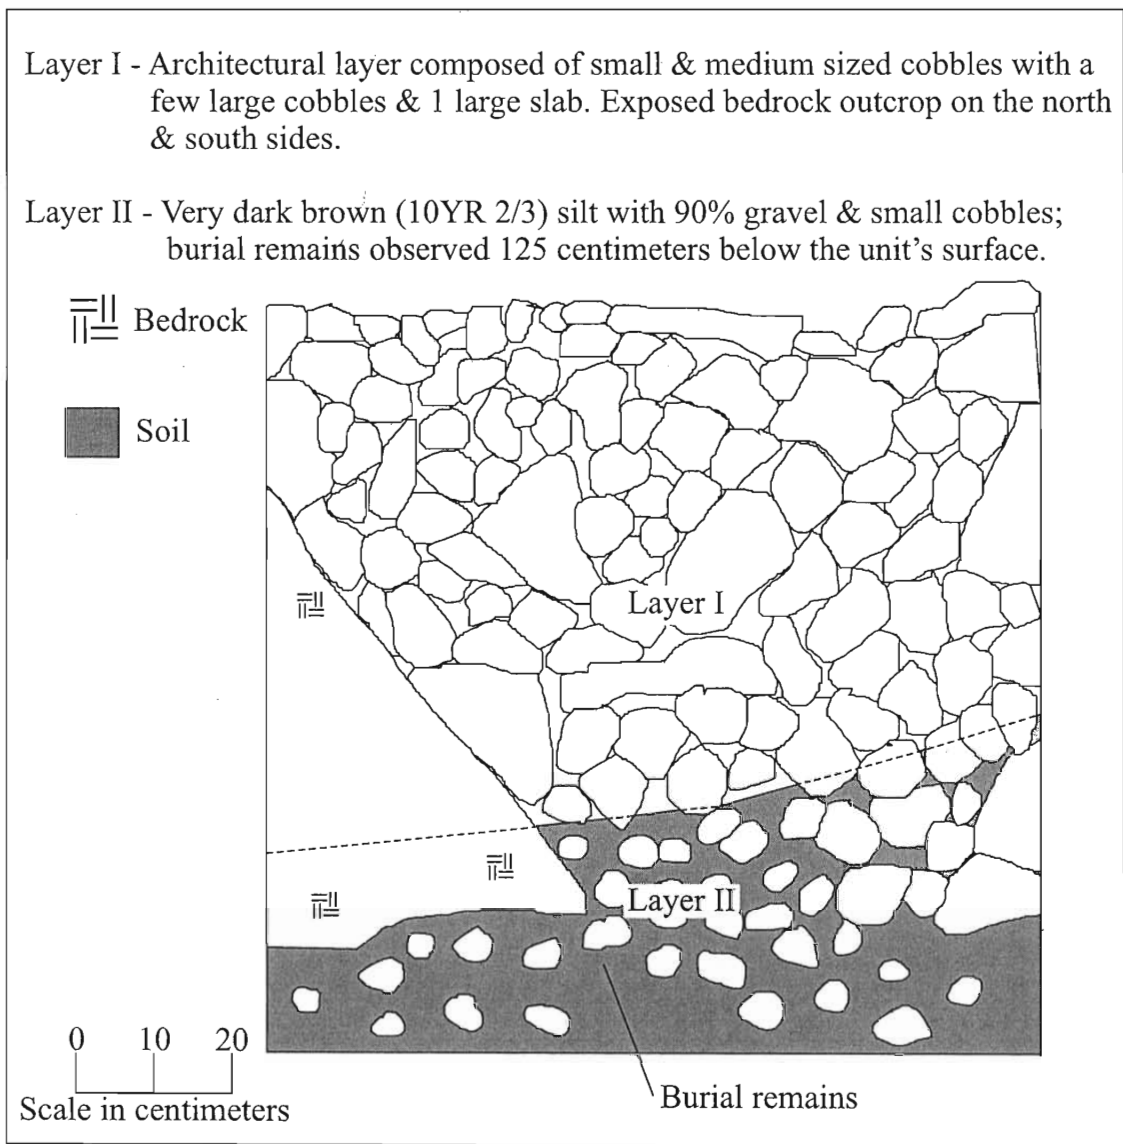 Layer I - Architectural layer composed of small & medium sized cobbles with a
few large cobbles & 1 large slab. Exposed bedrock outcrop on the north
& south sides.
Layer II - Very dark brown (10YR 2/3) silt with 90% gravel & small cobbles;
burial remains observed 125 centimeters below the unit's surface.
Bedrock
Soil
Layer I
Layer II
0 10 20
Scale in centimeters
Burial remains